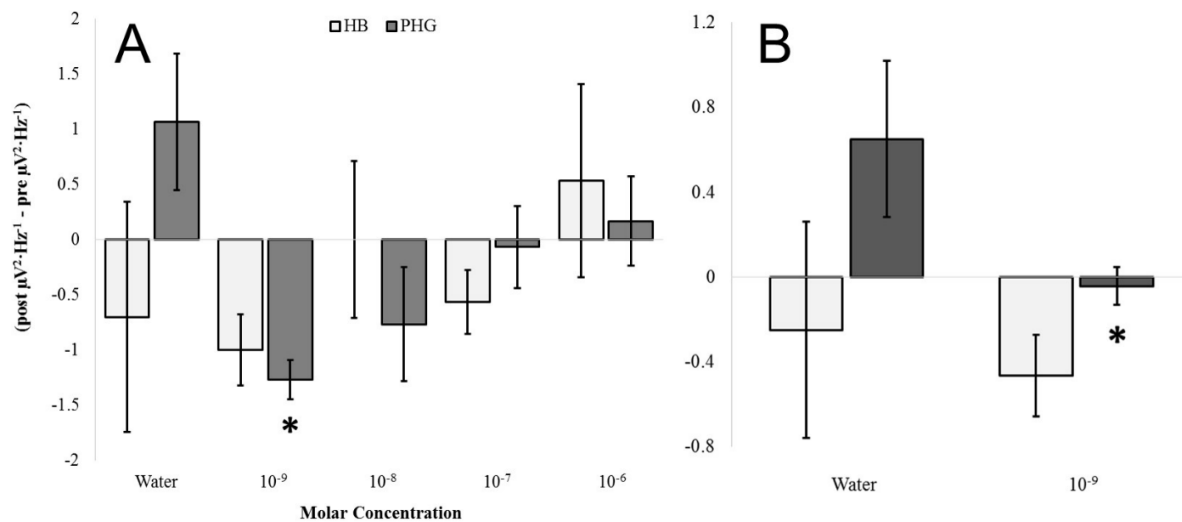 A
HB PHG
2
1.5
1
0.5
0
-0.5
-1
-1.5
-2
(post µV²·Hz⁻¹ - pre µV²·Hz⁻¹)
*
Water 10⁻⁹ 10⁻⁸ 10⁻⁷ 10⁻⁶
Molar Concentration
B
1.2
0.8
0.4
0
-0.4
-0.8
*
Water 10⁻⁹